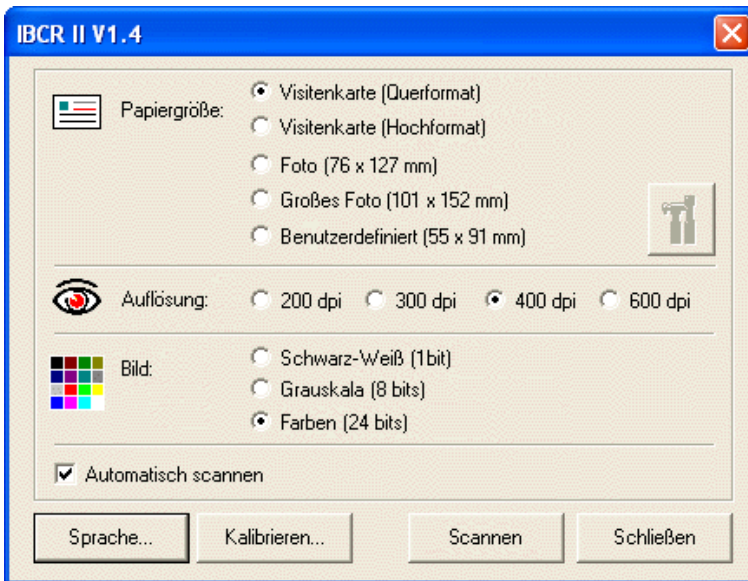 IBCR II V1.4
Papiergröße:
Visitenkarte (Querformat)
Visitenkarte (Hochformat)
Foto (76 x 127 mm)
Großes Foto (101 x 152 mm)
Benutzerdefiniert (55 x 91 mm)
Auflösung: 200 dpi 300 dpi 400 dpi 600 dpi
Bild:
Schwarz-Weiß (1bit)
Grauskala (8 bits)
Farben (24 bits)
Automatisch scannen
Sprache... Kalibrieren... Scannen Schließen